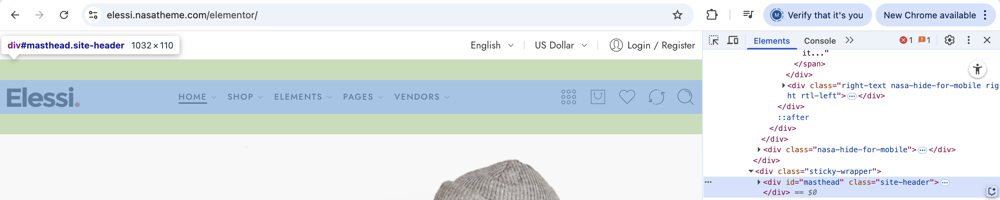 elessi.nasatheme.com/elementor/
M Verify that it's you
New Chrome available
div#masthead.site-header 1032 × 110
English
US Dollar
Login / Register
Elessi.
HOME SHOP ELEMENTS PAGES VENDORS
Elements Console 1 1
it..."
</span>
</div>
<div class="right-text nasa-hide-for-mobile rig
ht rtl-left"> ••• </div>
</div>
::after
</div>
</div>
<div class="nasa-hide-for-mobile"> ••• </div>
</div>
<div class="sticky-wrapper">
••• <div id="masthead" class="site-header"> •••
</div> == $0